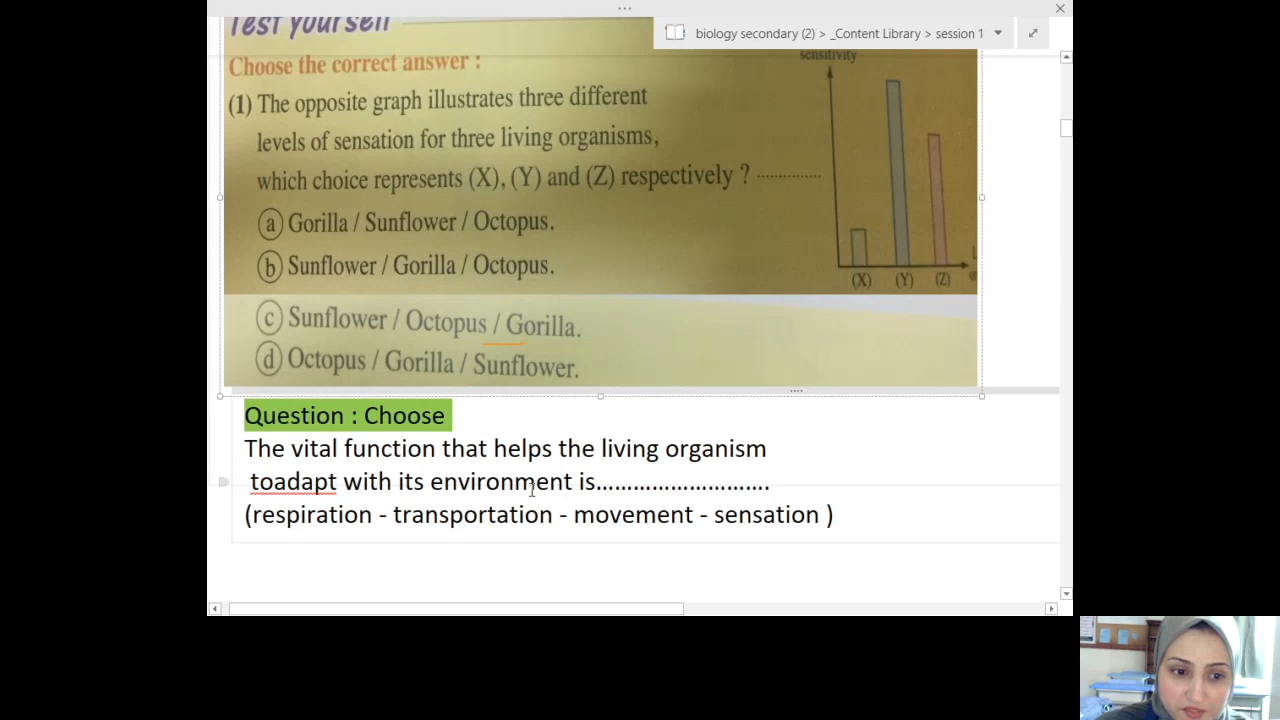 Test yourself
biology secondary (2) > _Content Library > session 1
Choose the correct answer :
sensitivity
(1) The opposite graph illustrates three different
levels of sensation for three living organisms,
which choice represents (X), (Y) and (Z) respectively ? ..............
(X) (Y) (Z)
a Gorilla / Sunflower / Octopus.
b Sunflower / Gorilla / Octopus.
c Sunflower / Octopus / Gorilla.
d Octopus / Gorilla / Sunflower.
Question : Choose
The vital function that helps the living organism
toadapt with its environment is..............................
(respiration - transportation - movement - sensation )